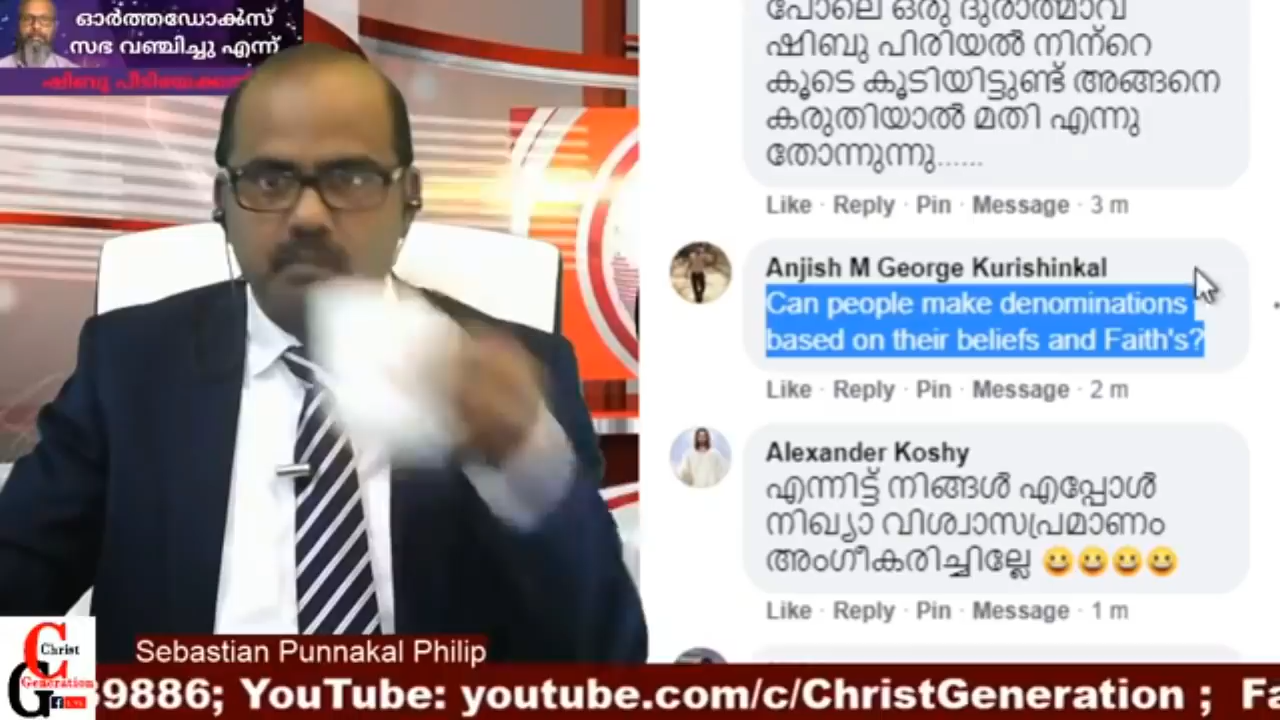 ഓർത്തഡോക്സ്
സഭ വഞ്ചിച്ചു എന്ന്
പോലെ ഒരു ദുരാത്മാവ്
ഷിബു പിരിയൽ നിന്റെ
കൂടെ കൂടിയിട്ടുണ്ട് അങ്ങനെ
കരുതിയാൽ മതി എന്നു
തോന്നുന്നു......
Like · Reply · Pin · Message · 3 m
Anjish M George Kurishinkal
Can people make denominations
based on their beliefs and Faith's?
Like · Reply · Pin · Message · 2 m
Alexander Koshy
എന്നിട്ട് നിങ്ങൾ എപ്പോൾ
നിഖ്യാ വിശ്വാസപ്രമാണം
അംഗീകരിച്ചില്ലേ 😀😀😀😀
Like · Reply · Pin · Message · 1 m
Christ
Generation
Sebastian Punnakal Philip
39886; YouTube: youtube.com/c/ChristGeneration ; Fa